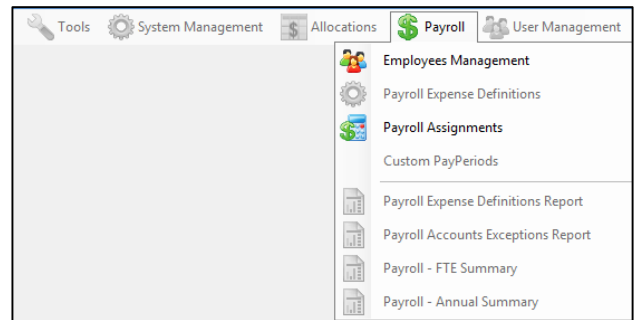 Tools System Management Allocations Payroll User Management
Employees Management
Payroll Expense Definitions
Payroll Assignments
Custom PayPeriods
Payroll Expense Definitions Report
Payroll Accounts Exceptions Report
Payroll - FTE Summary
Payroll - Annual Summary